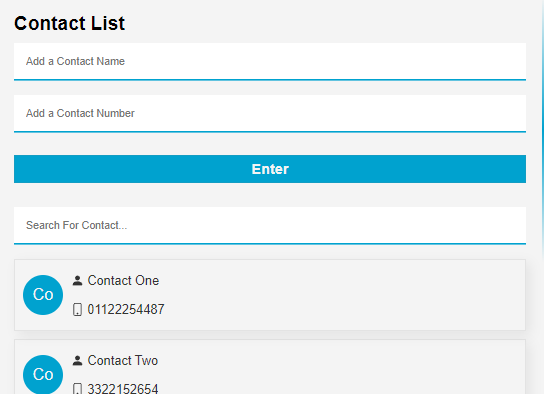 Contact List
Add a Contact Name
Add a Contact Number
Enter
Search For Contact...
Co
Contact One
01122254487
Co
Contact Two
3322152654